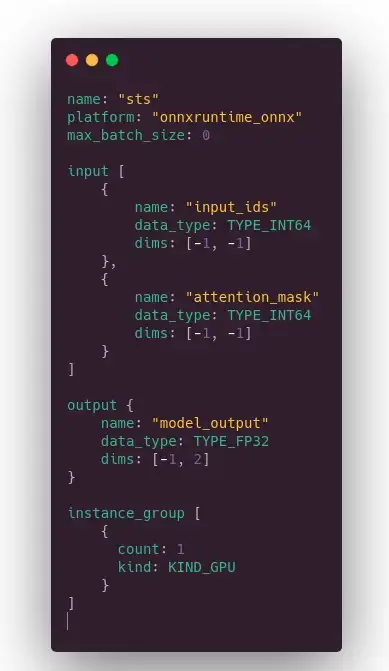 name: "sts"
platform: "onnxruntime_onnx"
max_batch_size: 0

input [
    {
        name: "input_ids"
        data_type: TYPE_INT64
        dims: [-1, -1]
    },
    {
        name: "attention_mask"
        data_type: TYPE_INT64
        dims: [-1, -1]
    }
]

output {
    name: "model_output"
    data_type: TYPE_FP32
    dims: [-1, 2]
}

instance_group [
    {
      count: 1
      kind: KIND_GPU
    }
]